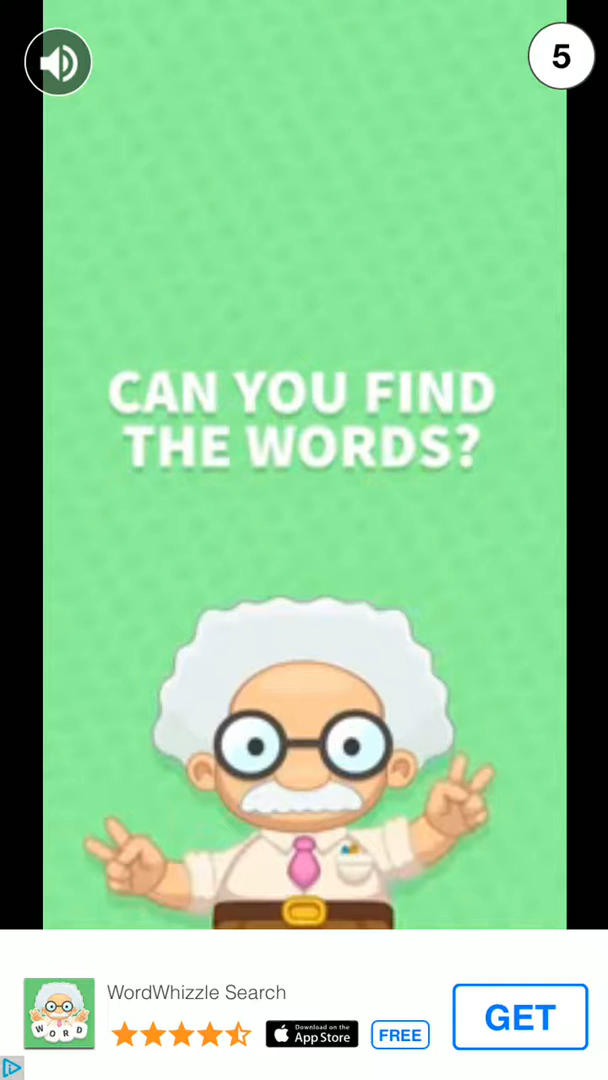 5
CAN YOU FIND
THE WORDS?
WordWhizzle Search
W O R D
Download on the
App Store
FREE
GET